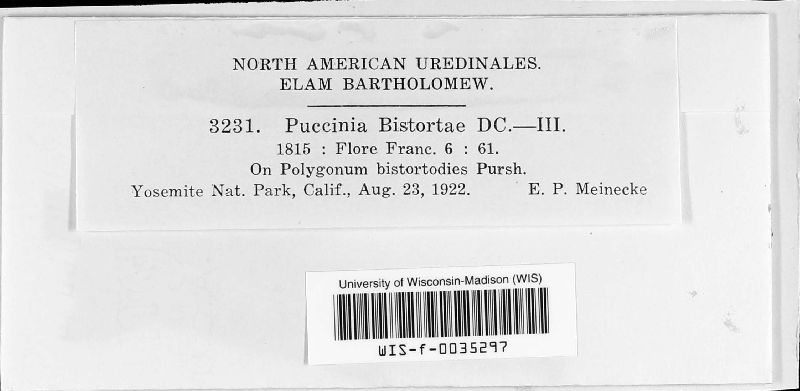 NORTH AMERICAN UREDINALES.
ELAM BARTHOLOMEW.
3231. Puccinia Bistortae DC.—III.
1815 : Flore Franc. 6 : 61.
On Polygonum bistortodies Pursh.
Yosemite Nat. Park, Calif., Aug. 23, 1922. E. P. Meinecke
University of Wisconsin-Madison (WIS)
WIS-f-0035297